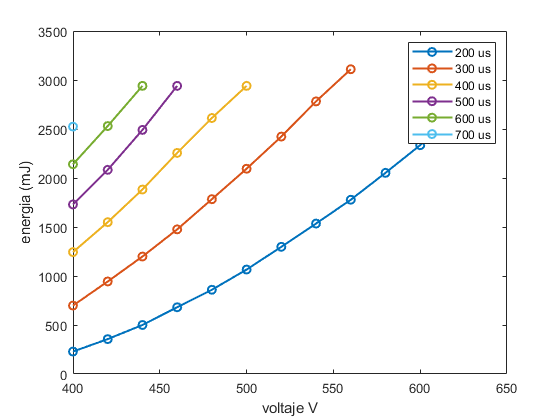 3500
3000
2500
2000
1500
1000
500
0
energia (mJ)
400
450
500
550
600
650
voltaje V
200 us
300 us
400 us
500 us
600 us
700 us